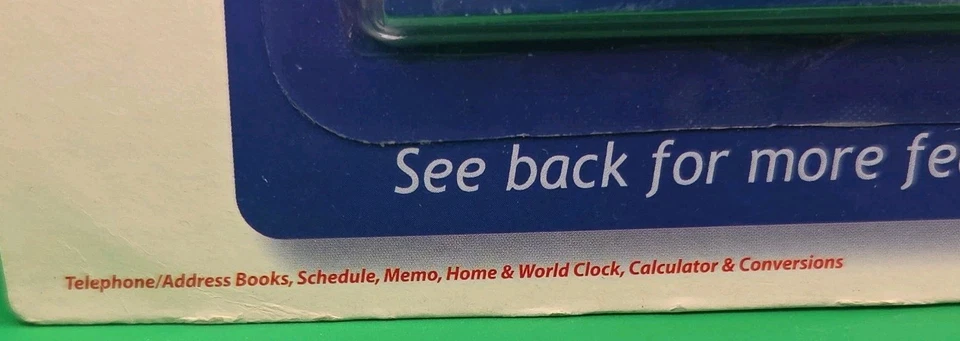 See back for more fe
Telephone/Address Books, Schedule, Memo, Home & World Clock, Calculator & Conversions